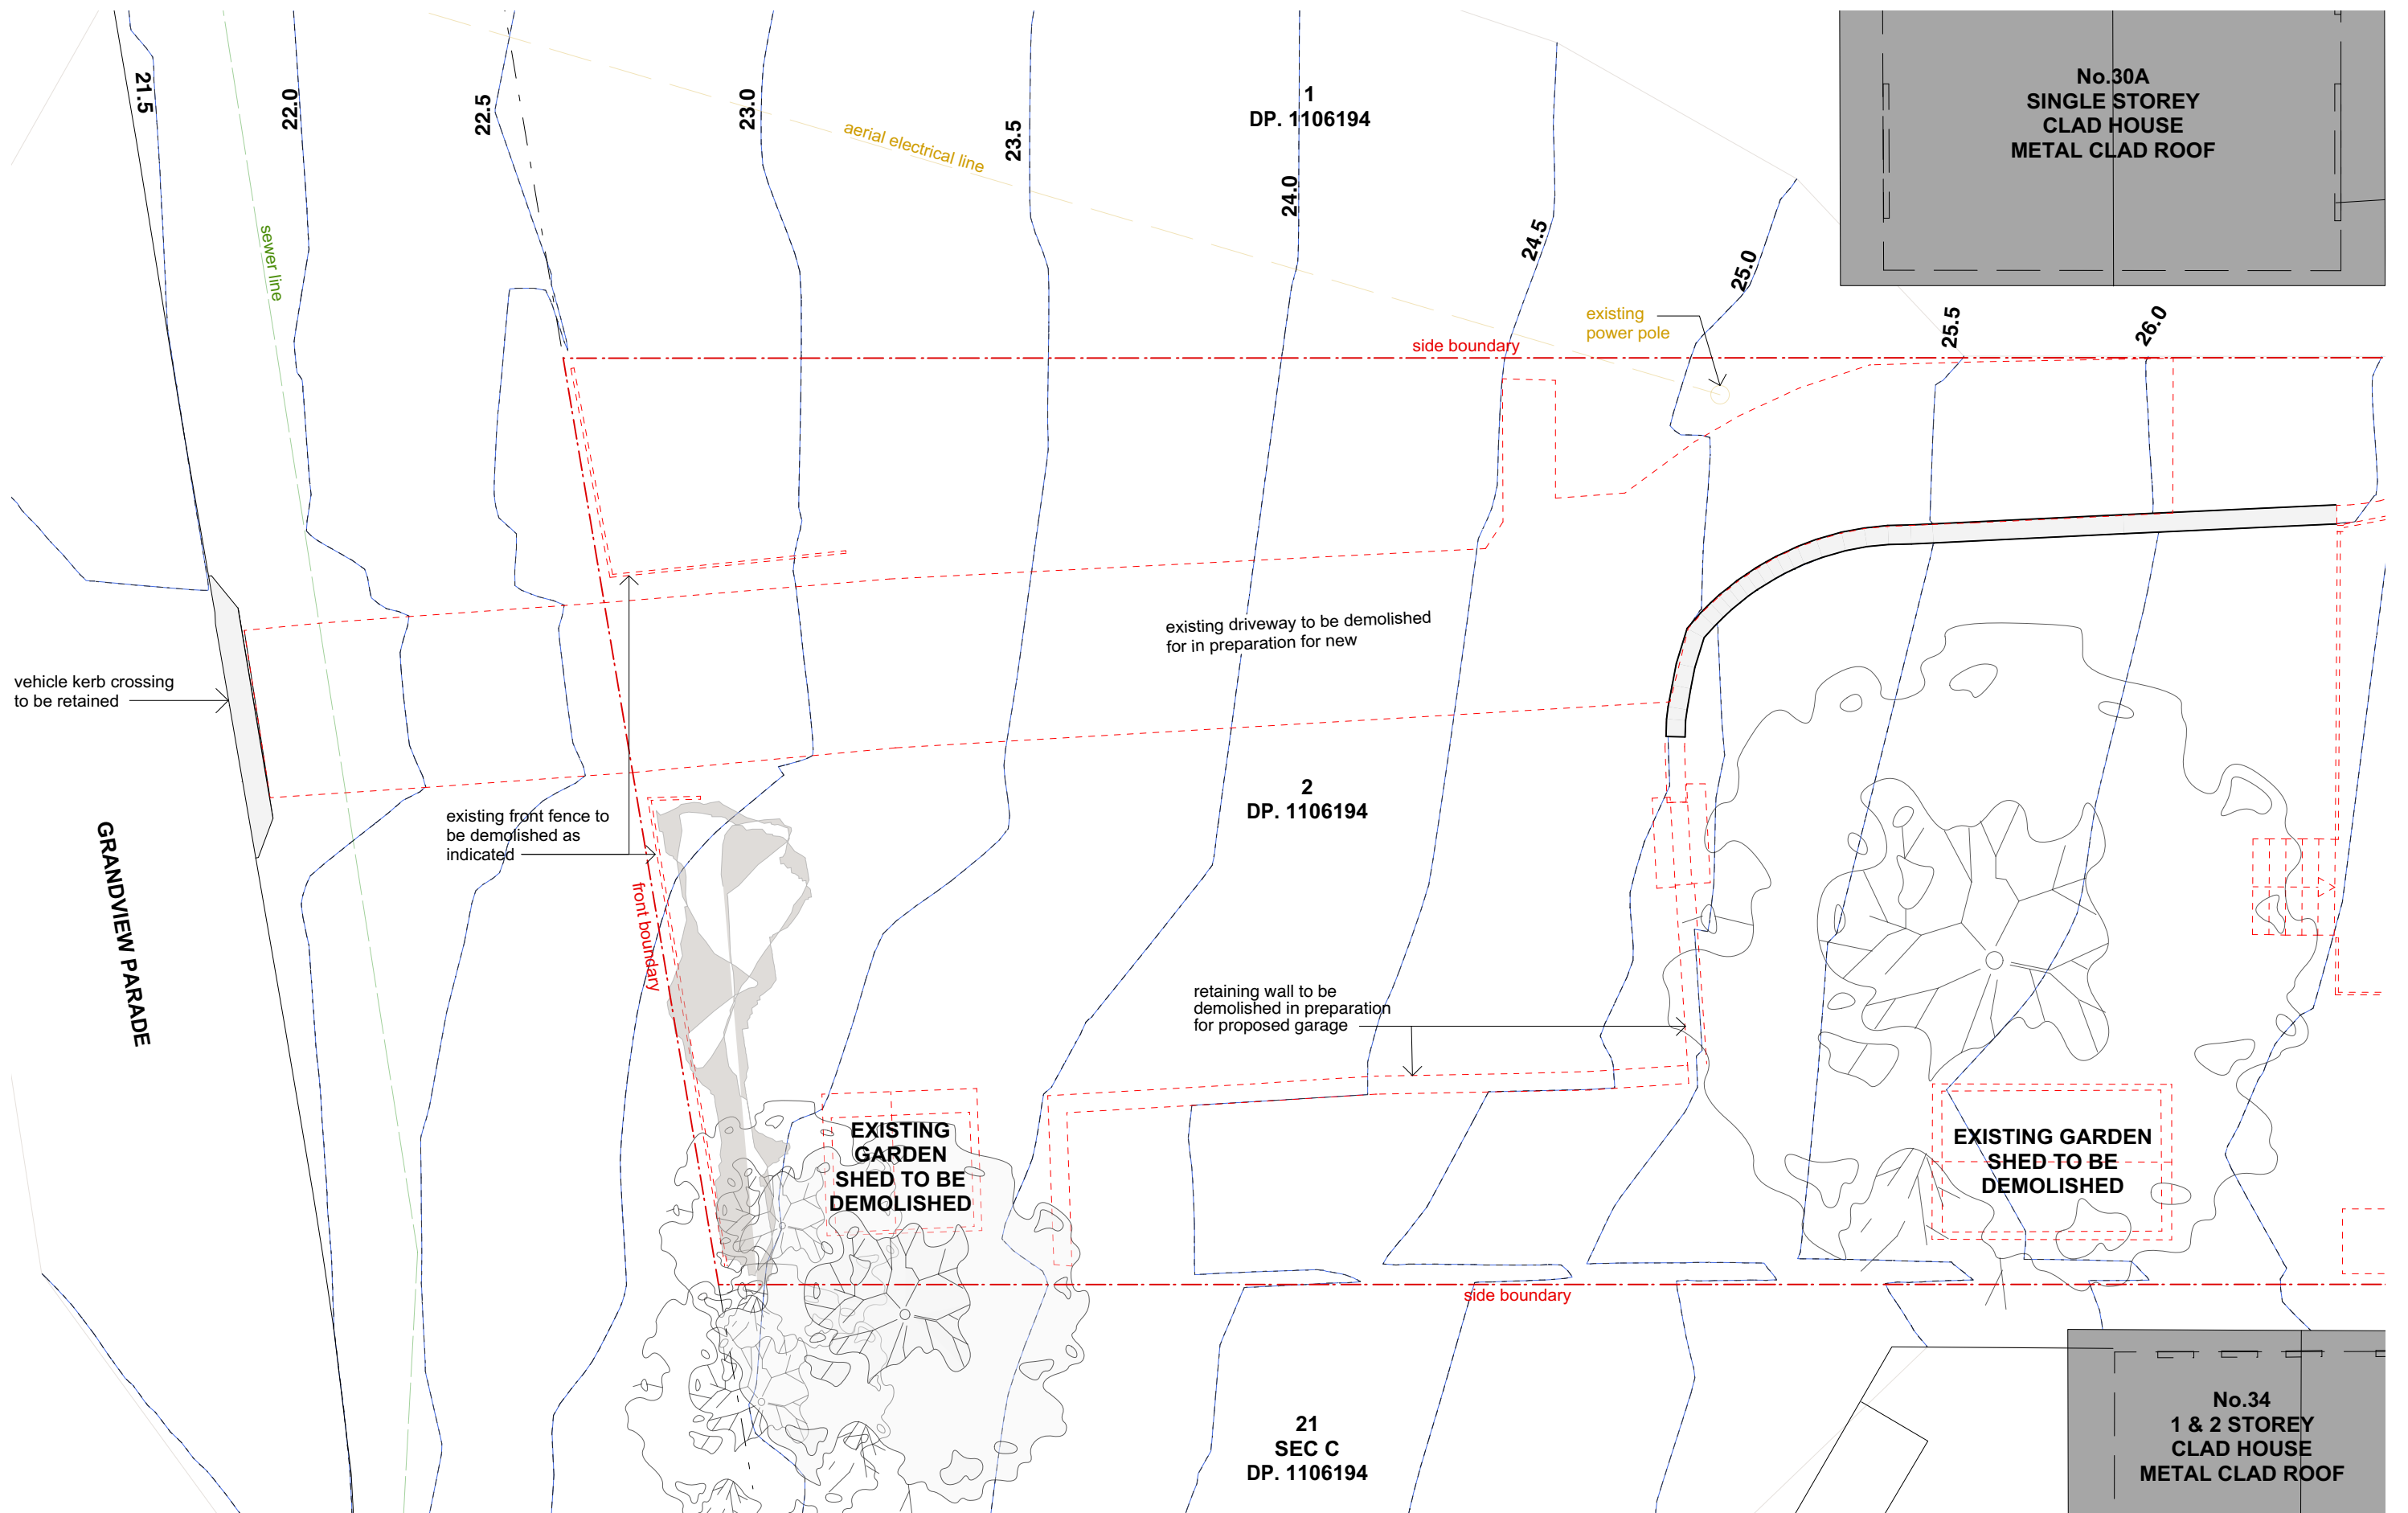 21.5
22.0
22.5
23.0
23.5
24.0
24.5
25.0
25.5
26.0
1
DP. 1106194
No.30A
SINGLE STOREY
CLAD HOUSE
METAL CLAD ROOF
aerial electrical line
sewer line
existing
power pole
side boundary
existing driveway to be demolished
for in preparation for new
vehicle kerb crossing
to be retained
2
DP. 1106194
existing front fence to
be demolished as
indicated
GRANDVIEW PARADE
front boundary
retaining wall to be
demolished in preparation
for proposed garage
EXISTING
GARDEN
SHED TO BE
DEMOLISHED
EXISTING GARDEN
SHED TO BE
DEMOLISHED
side boundary
21
SEC C
DP. 1106194
No.34
1 & 2 STOREY
CLAD HOUSE
METAL CLAD ROOF